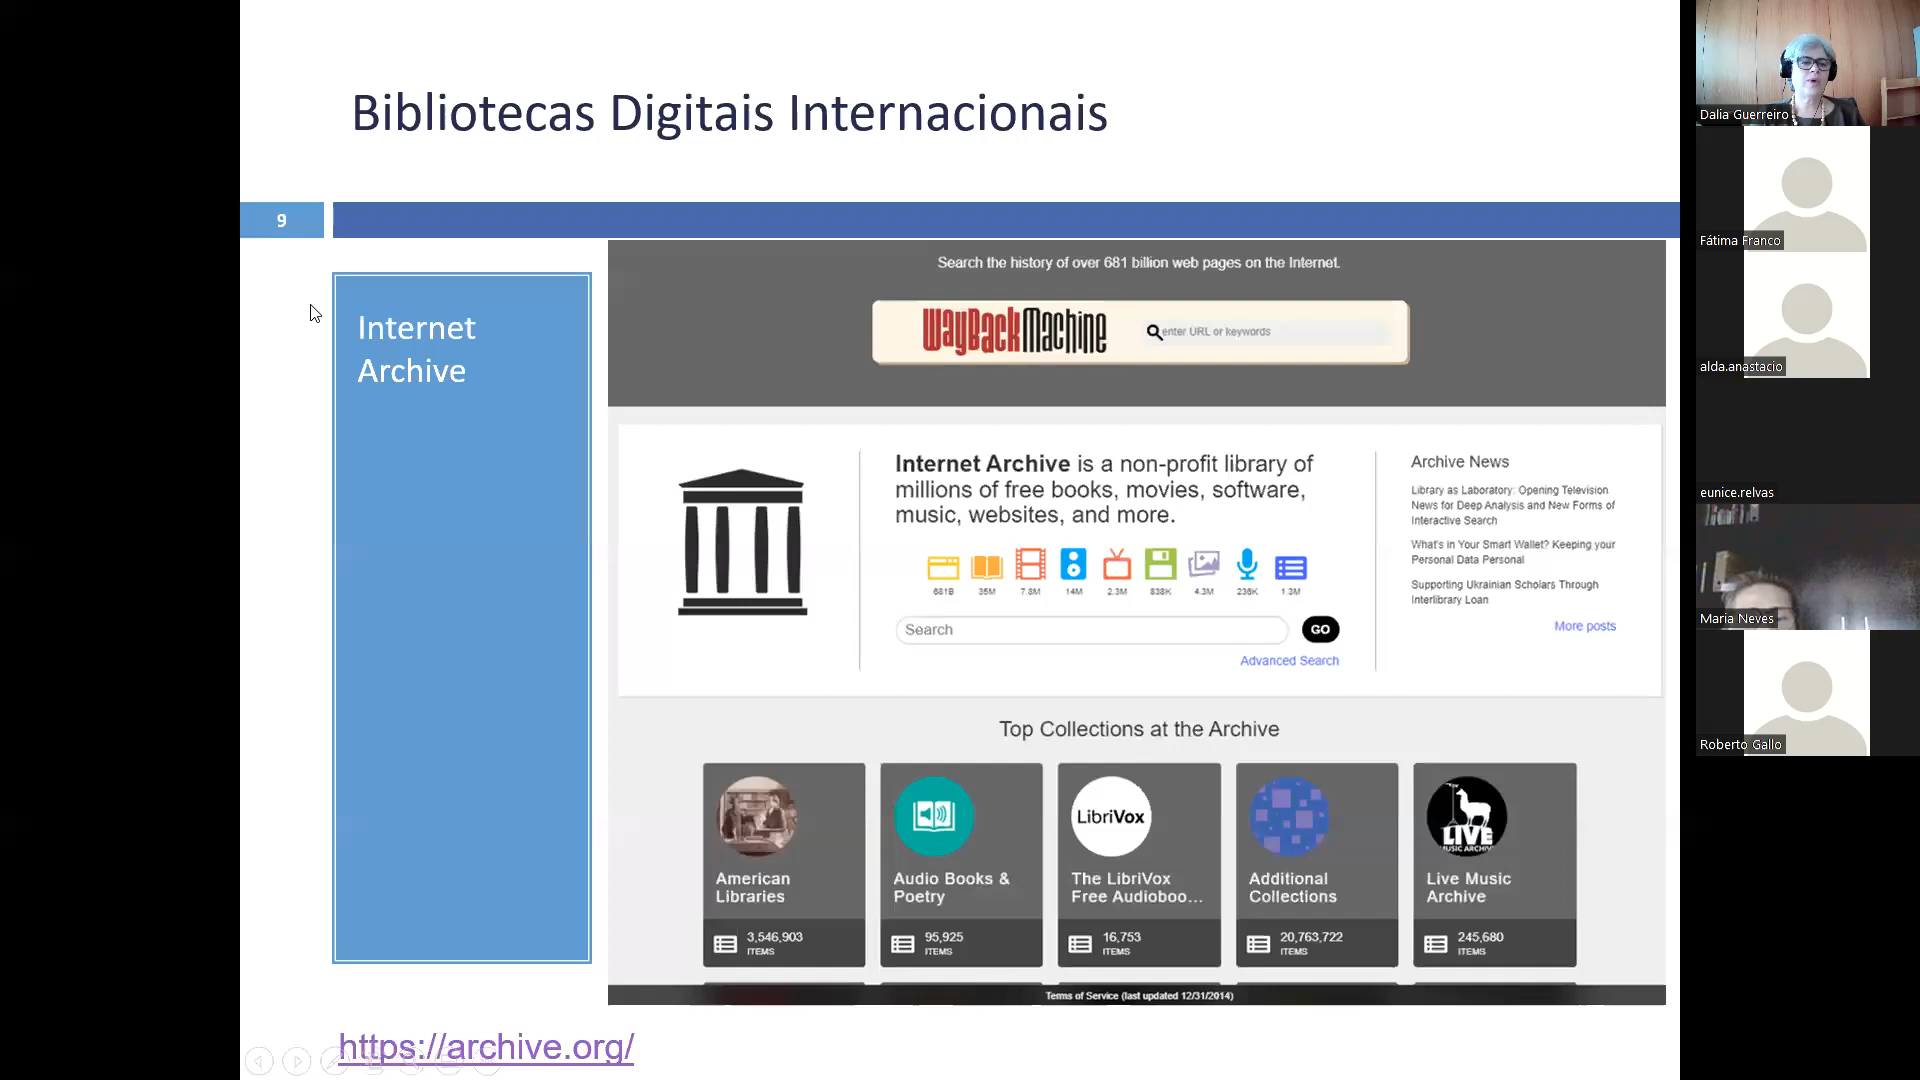 Bibliotecas Digitais Internacionais
9
Internet
Archive
Search the history of over 681 billion web pages on the Internet.
WayBackMachine
enter URL or keywords
Internet Archive is a non-profit library of
millions of free books, movies, software,
music, websites, and more.
681B 35M 7.8M 14M 2.3M 838K 4.3M 236K 1.3M
Search
GO
Advanced Search
Archive News
Library as Laboratory: Opening Television
News for Deep Analysis and New Forms of
Interactive Search
What's in Your Smart Wallet? Keeping your
Personal Data Personal
Supporting Ukrainian Scholars Through
Interlibrary Loan
More posts
Top Collections at the Archive
American
Libraries
3,546,903
ITEMS
Audio Books &
Poetry
95,925
ITEMS
LibriVox
The LibriVox
Free Audioboo...
16,753
ITEMS
Additional
Collections
20,763,722
ITEMS
LIVE
MUSIC ARCHIV
Live Music
Archive
245,680
ITEMS
Terms of Service (last updated 12/31/2014)
https://archive.org/
Dalia Guerreiro
Fátima Franco
alda.anastacio
eunice.relvas
Maria Neves
Roberto Gallo